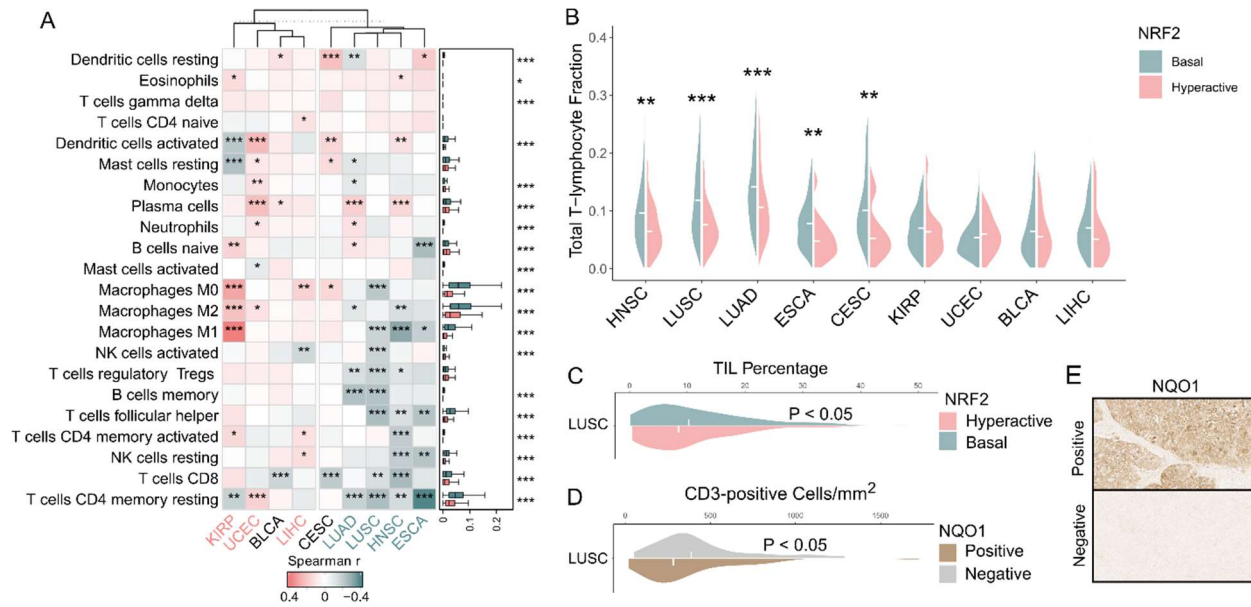 A
Dendritic cells resting * *** ** * ***
Eosinophils * * *
T cells gamma delta ***
T cells CD4 naive *
Dendritic cells activated *** *** ** ** ***
Mast cells resting *** * * *
Monocytes ** * ***
Plasma cells *** * *** *** ***
Neutrophils * * ***
B cells naive ** * *** ***
Mast cells activated * ***
Macrophages M0 *** ** * *** ***
Macrophages M2 *** * * ** ***
Macrophages M1 *** *** *** * ***
NK cells activated ** *** ***
T cells regulatory Tregs ** *** *
B cells memory *** *** ***
T cells follicular helper *** ** ** ***
T cells CD4 memory activated * * *** ***
NK cells resting * *** ** ***
T cells CD8 *** *** ** *** ***
T cells CD4 memory resting ** *** *** *** ** *** ***
KIRP UCEC BLCA LIHC CESC LUAD LUSC HNSC ESCA
0.0 0.1 0.2
Spearman r
0.4 0 -0.4
B
NRF2
Basal
Hyperactive
Total T-lymphocyte Fraction
0.4
0.3
0.2
0.1
0.0
** *** *** ** **
HNSC LUSC LUAD ESCA CESC KIRP UCEC BLCA LIHC
C
TIL Percentage
0 10 20 30 40 50
LUSC
P < 0.05
NRF2
Hyperactive
Basal
D
CD3-positive Cells/mm²
0 500 1000 1500
LUSC
P < 0.05
NQO1
Positive
Negative
E
NQO1
Positive
Negative